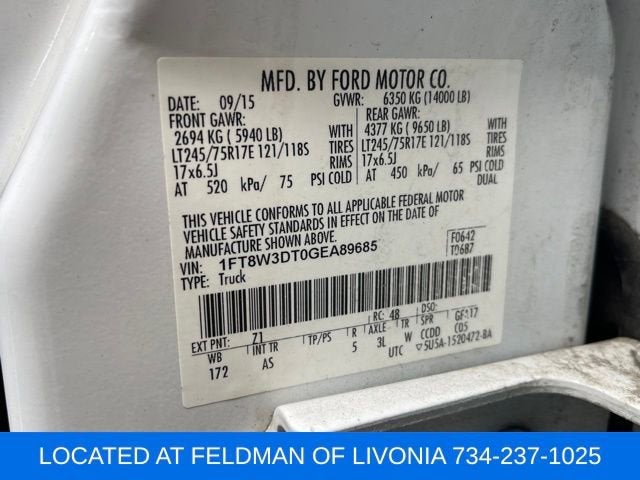 MFD. BY FORD MOTOR CO.
DATE: 09/15 GVWR: 6350 KG (14000 LB)
FRONT GAWR: REAR GAWR:
2694 KG ( 5940 LB) WITH 4377 KG ( 9650 LB) WITH
LT245/75R17E 121/118S TIRES LT245/75R17E 121/118S TIRES
17x6.5J RIMS 17x6.5J RIMS
AT 520 kPa/ 75 PSI COLD AT 450 kPa/ 65 PSI COLD
DUAL
THIS VEHICLE CONFORMS TO ALL APPLICABLE FEDERAL MOTOR
VEHICLE SAFETY STANDARDS IN EFFECT ON THE DATE OF
MANUFACTURE SHOWN ABOVE.
VIN: 1FT8W3DT0GEA89685 F0642
TYPE: Truck T0687
EXT PNT: Z1 RC: 48 DSO:
WB INT TR TP/PS R AXLE TR SPR
172 AS 5 3L W CCDD C05
UTC 5U5A-1520472-BA
LOCATED AT FELDMAN OF LIVONIA 734-237-1025